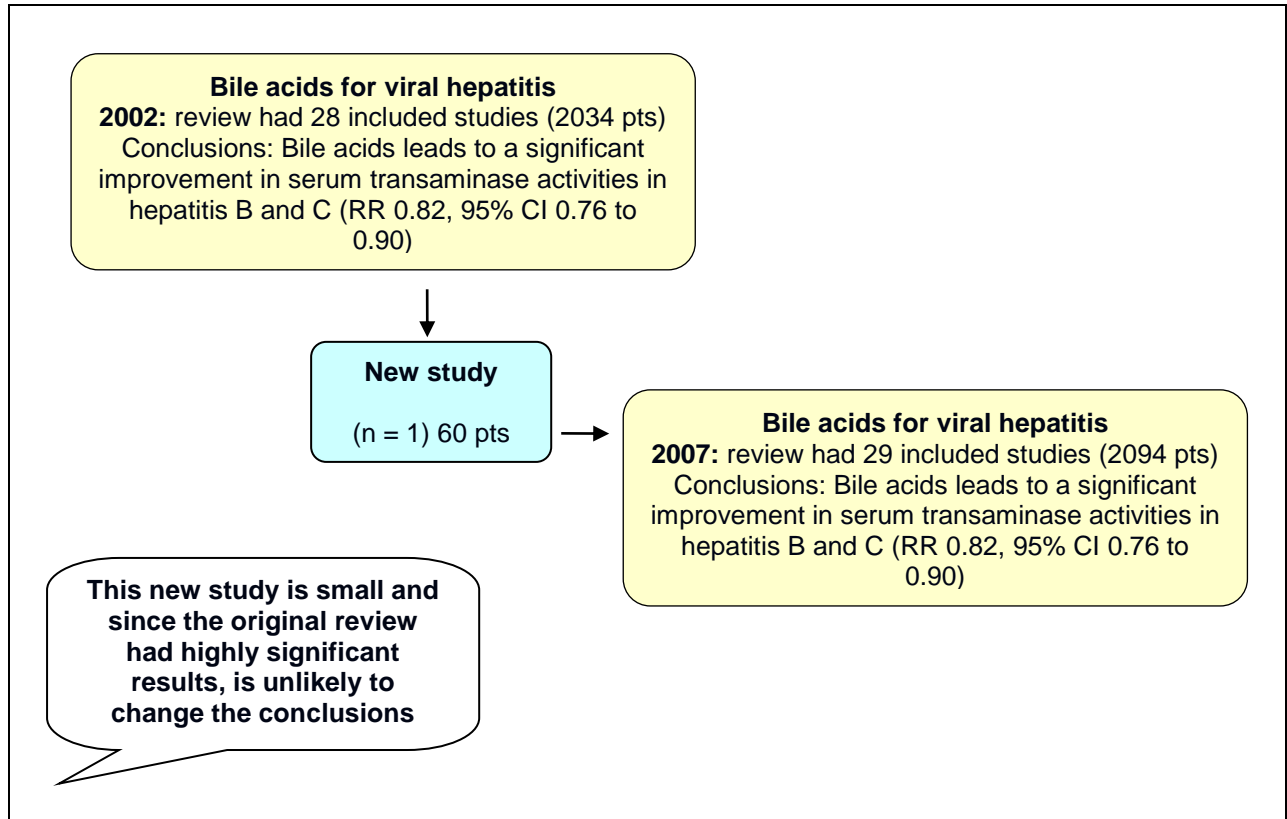 Bile acids for viral hepatitis
2002: review had 28 included studies (2034 pts)
Conclusions: Bile acids leads to a significant
improvement in serum transaminase activities in
hepatitis B and C (RR 0.82, 95% CI 0.76 to
0.90)
New study
(n = 1) 60 pts
Bile acids for viral hepatitis
2007: review had 29 included studies (2094 pts)
Conclusions: Bile acids leads to a significant
improvement in serum transaminase activities in
hepatitis B and C (RR 0.82, 95% CI 0.76 to
0.90)
This new study is small and
since the original review
had highly significant
results, is unlikely to
change the conclusions